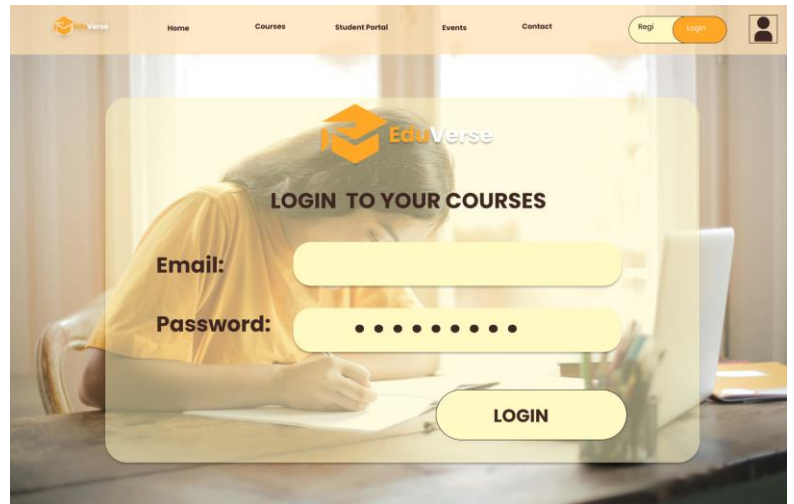 EduVerse
Home Courses Student Portal Events Contact Regi Login
EduVerse
LOGIN TO YOUR COURSES
Email:
Password:
LOGIN